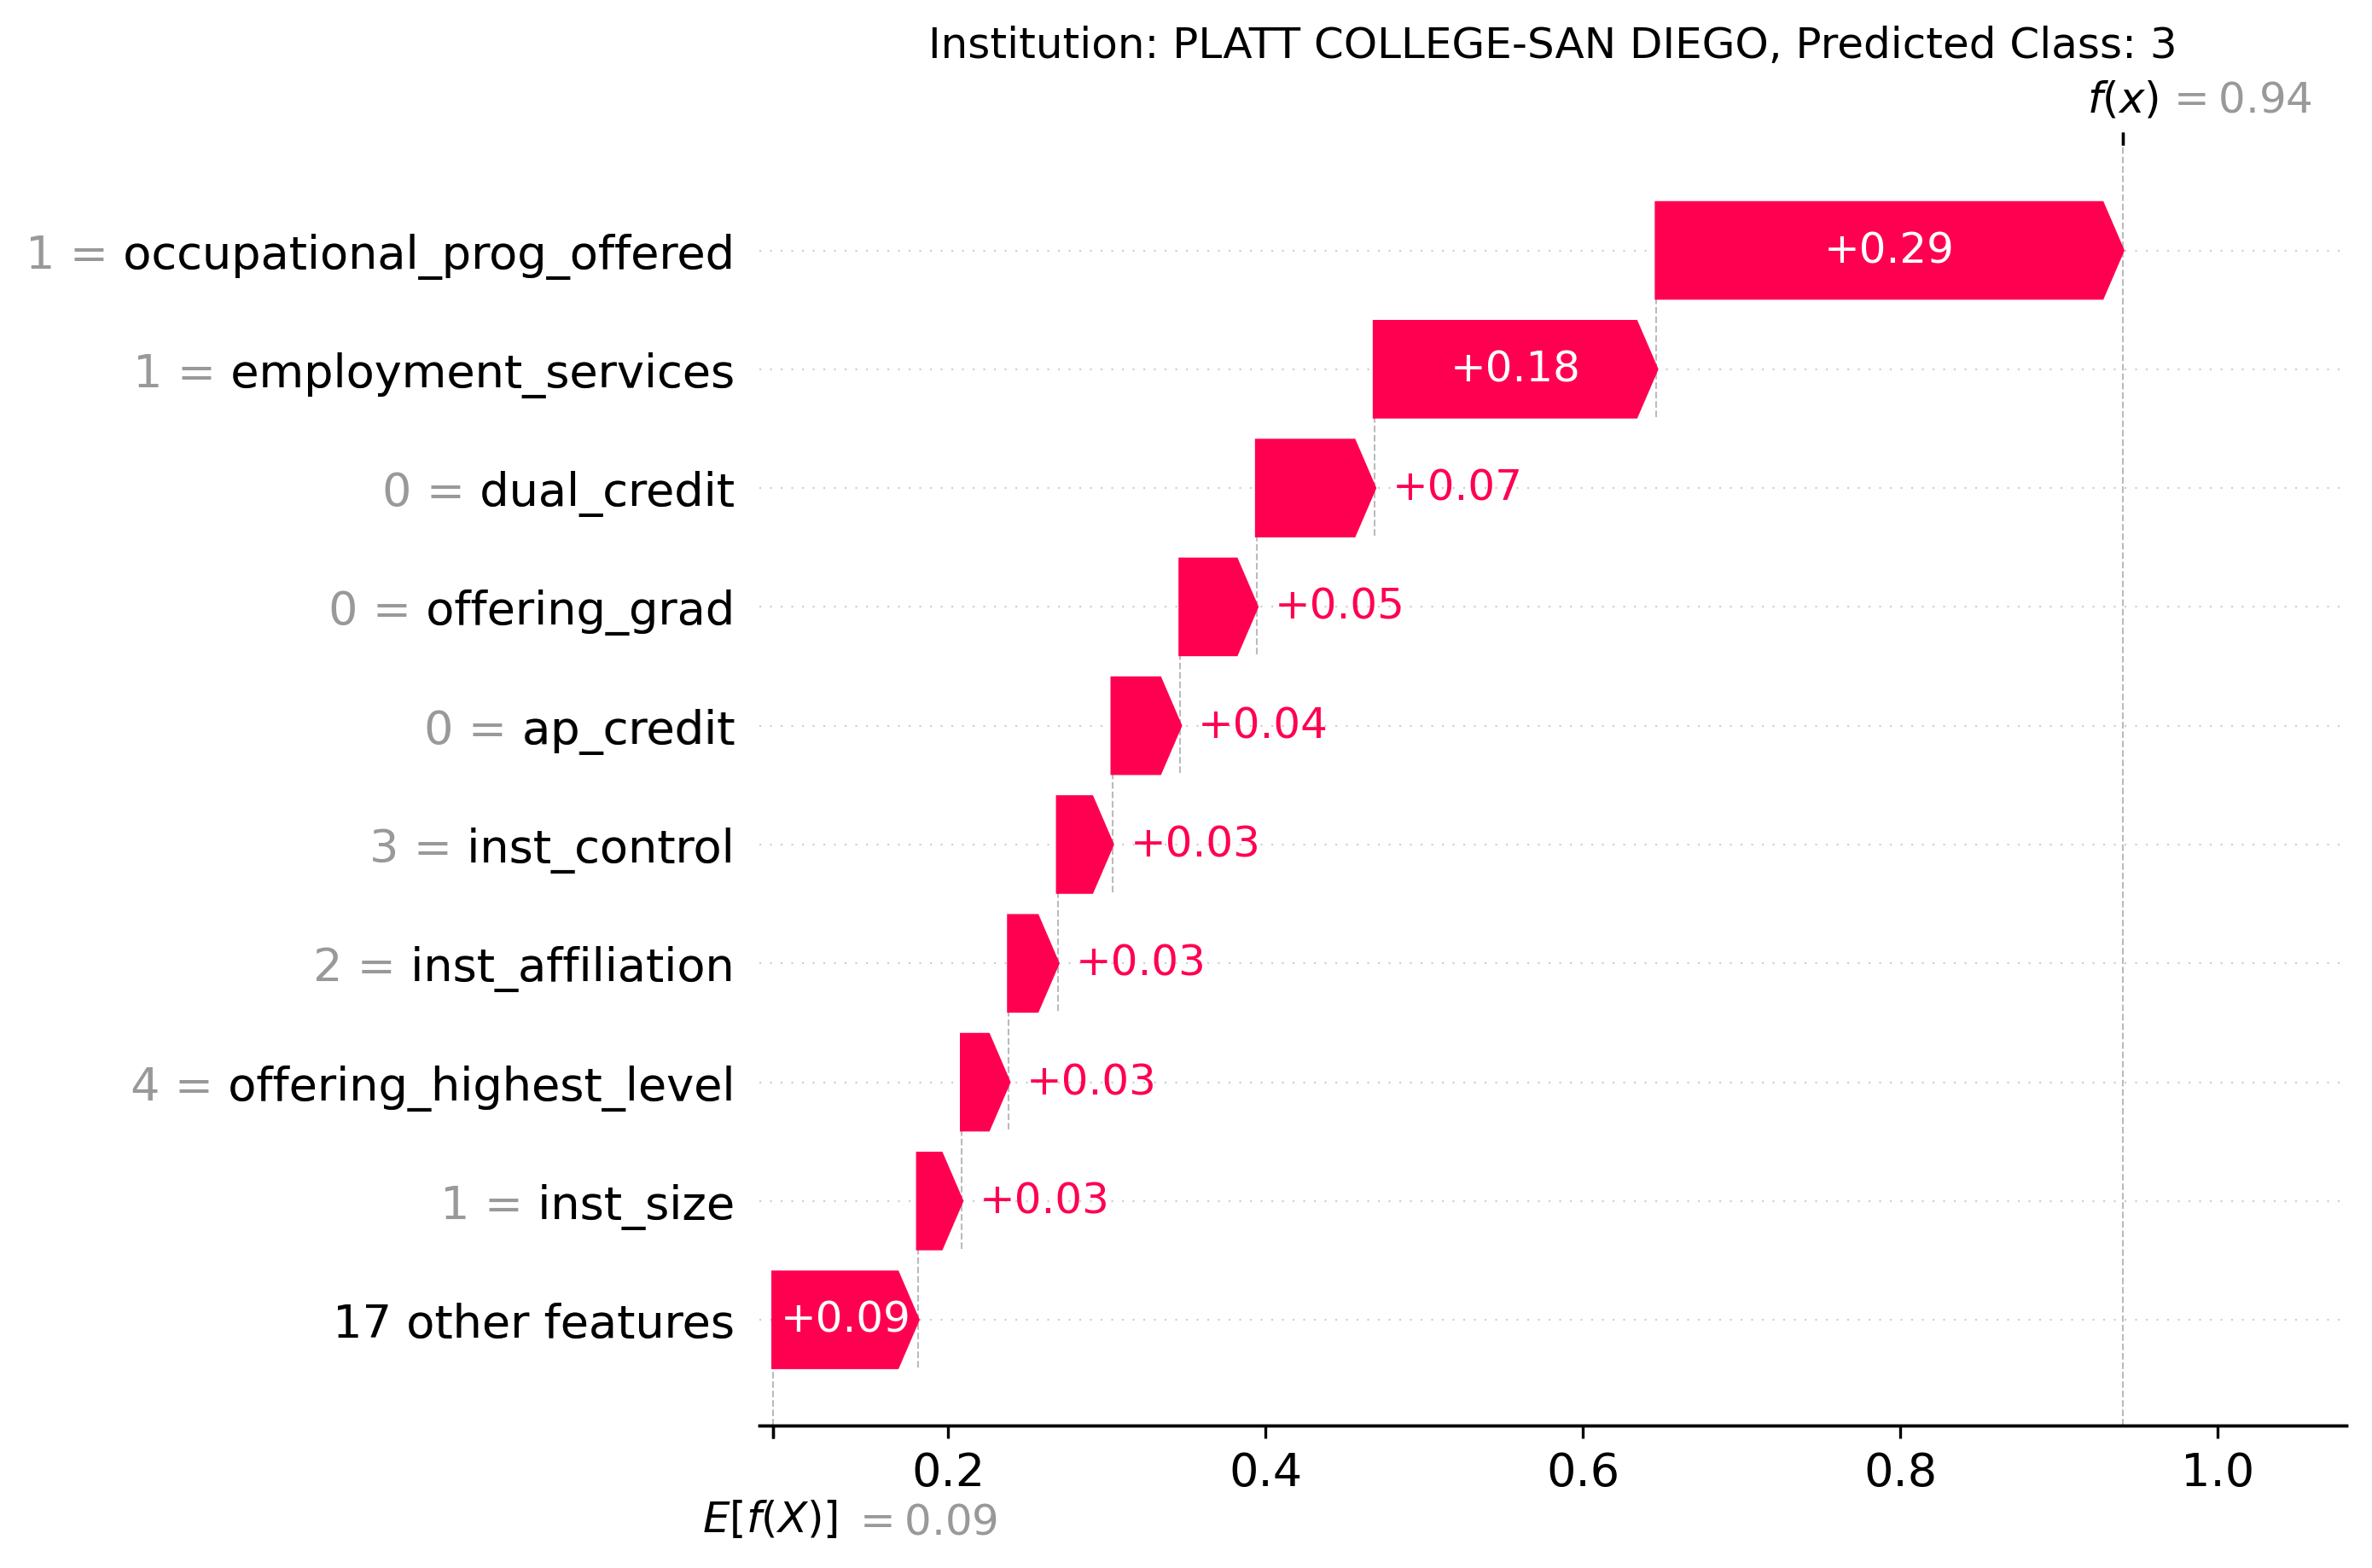 Institution: PLATT COLLEGE-SAN DIEGO, Predicted Class: 3
f(x) = 0.94
1 = occupational_prog_offered +0.29
1 = employment_services +0.18
0 = dual_credit +0.07
0 = offering_grad +0.05
0 = ap_credit +0.04
3 = inst_control +0.03
2 = inst_affiliation +0.03
4 = offering_highest_level +0.03
1 = inst_size +0.03
17 other features +0.09
0.2 0.4 0.6 0.8 1.0
E[f(X)] = 0.09